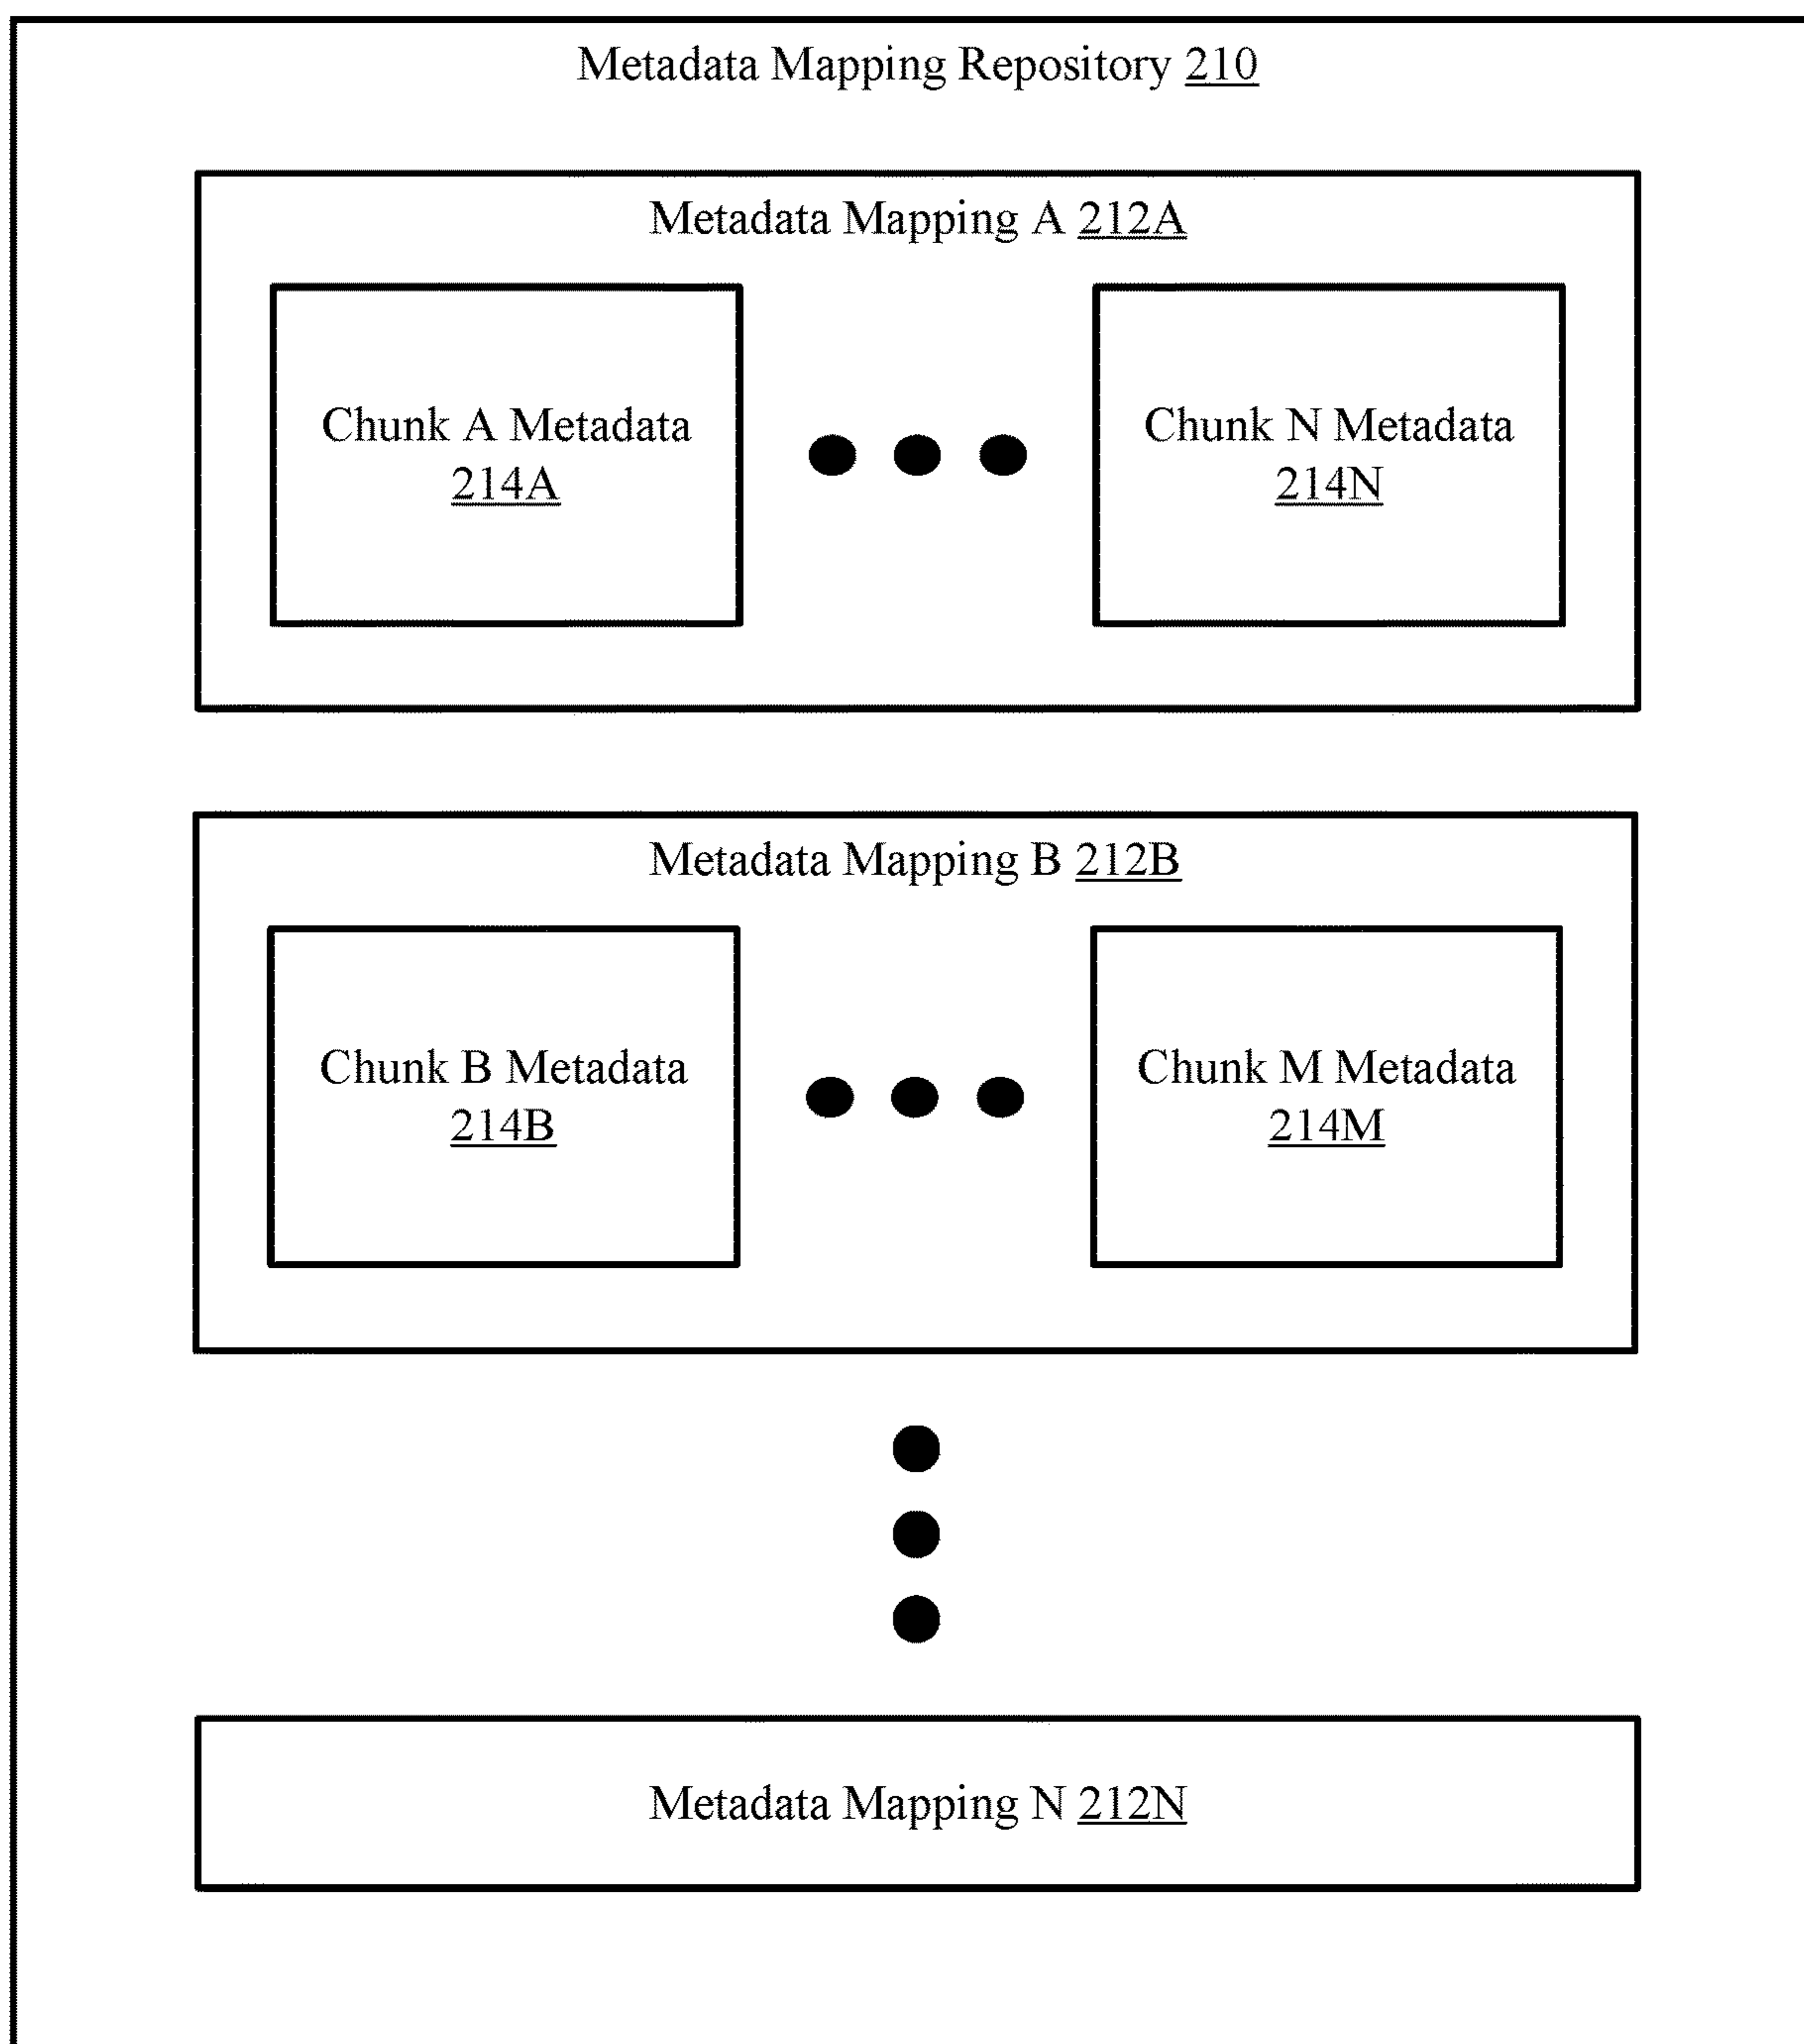 Metadata Mapping Repository 210
Metadata Mapping A 212A
Chunk A Metadata
214A
Chunk N Metadata
214N
Metadata Mapping B 212B
Chunk B Metadata
214B
Chunk M Metadata
214M
Metadata Mapping N 212N